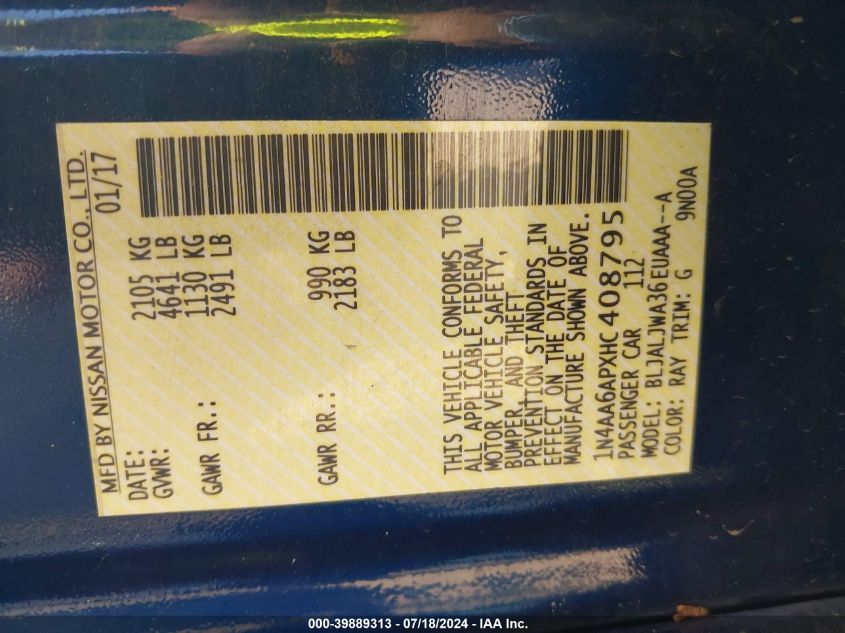 MFD BY NISSAN MOTOR CO., LTD.
DATE: 01/17
GVWR: 2105 KG
4641 LB
GAWR FR.: 1130 KG
2491 LB
GAWR RR.: 990 KG
2183 LB
THIS VEHICLE CONFORMS TO
ALL APPLICABLE FEDERAL
MOTOR VEHICLE SAFETY,
BUMPER, AND THEFT
PREVENTION STANDARDS IN
EFFECT ON THE DATE OF
MANUFACTURE SHOWN ABOVE.
1N4AA6APXHC408795
PASSENGER CAR 112
MODEL: BLJALJWA36EUAAA--A
COLOR: RAY TRIM: G 9N00A
000-39889313 - 07/18/2024 - IAA Inc.